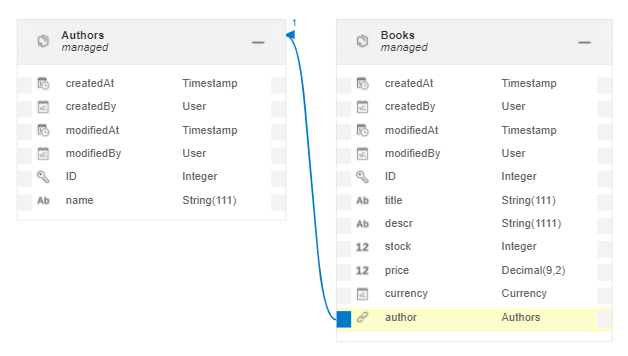 Authors
managed
createdAt Timestamp
createdBy User
modifiedAt Timestamp
modifiedBy User
ID Integer
Ab name String(111)
1
Books
managed
createdAt Timestamp
createdBy User
modifiedAt Timestamp
modifiedBy User
ID Integer
Ab title String(111)
Ab descr String(1111)
12 stock Integer
12 price Decimal(9,2)
currency Currency
author Authors